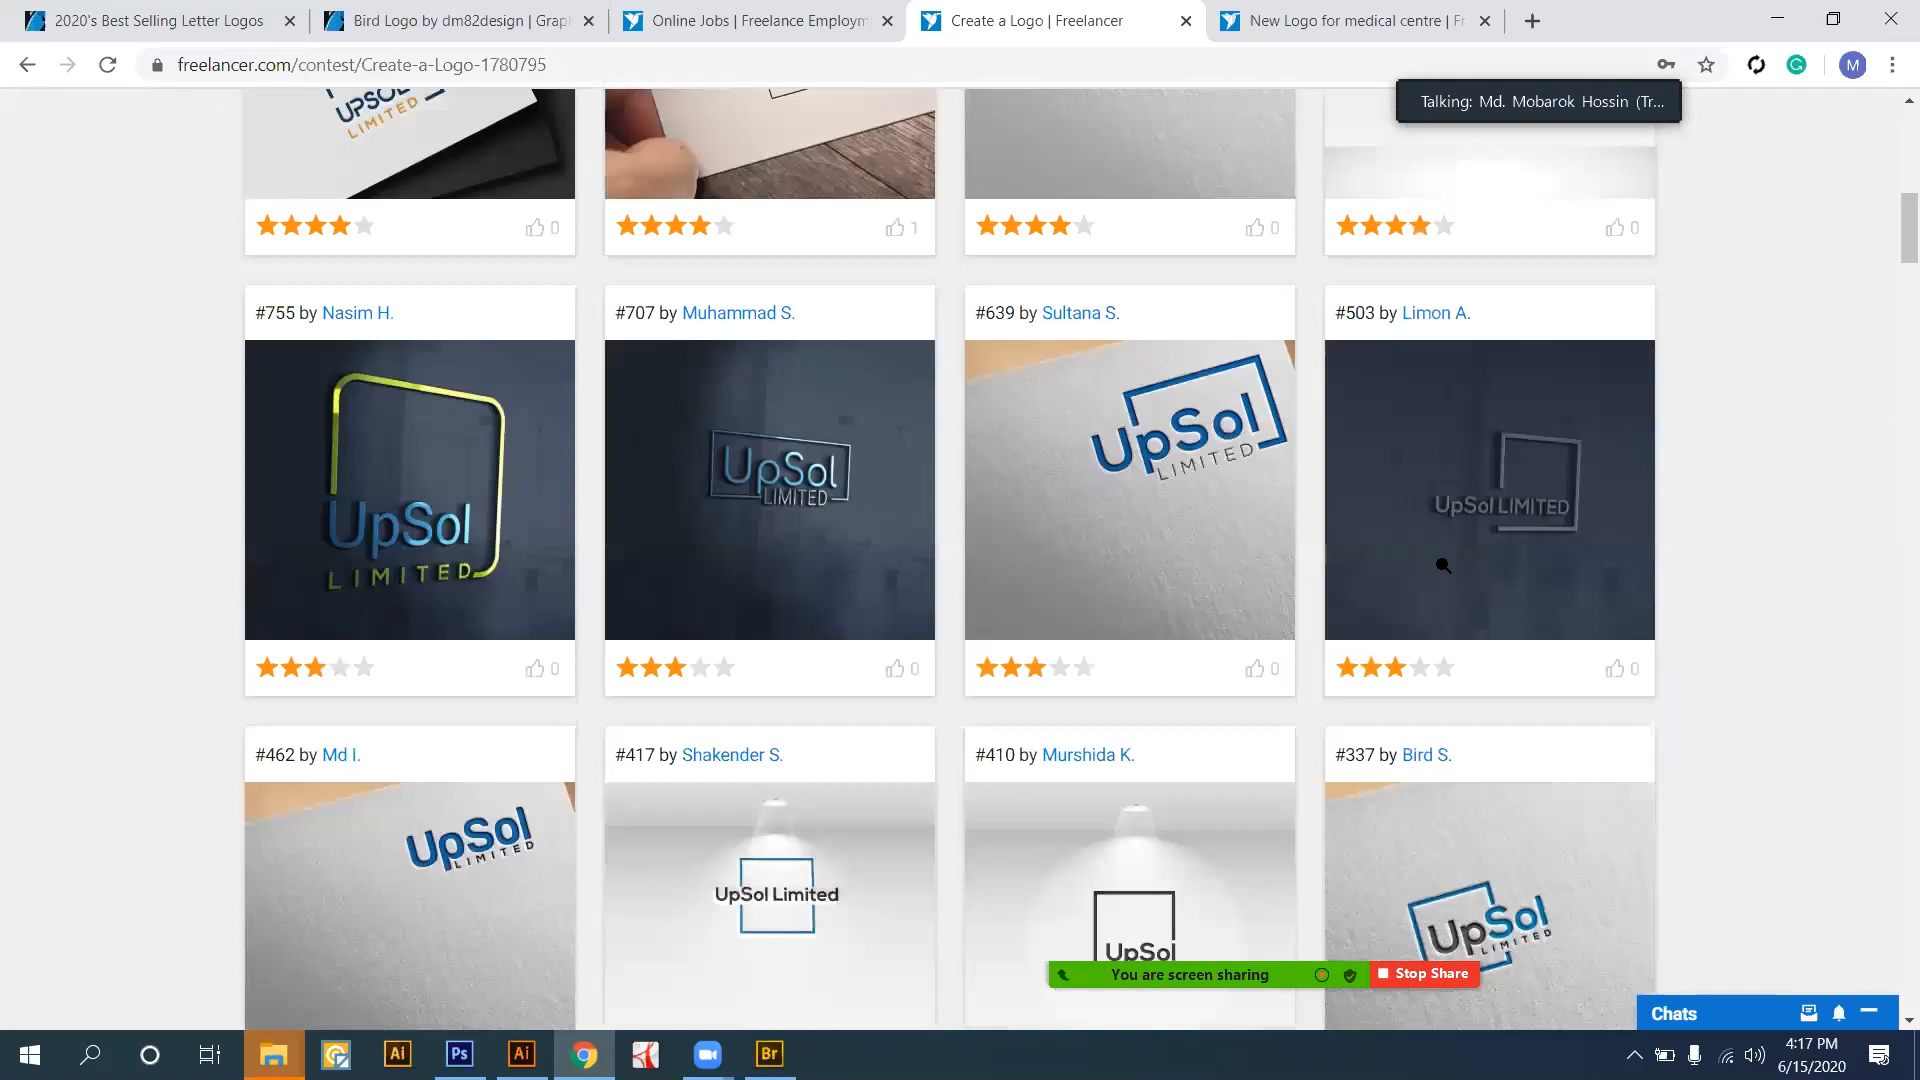 2020's Best Selling Letter Logos
Bird Logo by dm82design | Grap
Online Jobs | Freelance Employm
Create a Logo | Freelancer
New Logo for medical centre | Fr
freelancer.com/contest/Create-a-Logo-1780795
G
M
Talking: Md. Mobarok Hossin (Tr...
UPSOL
LIMITED
0
1
0
0
#755 by Nasim H.
#707 by Muhammad S.
#639 by Sultana S.
#503 by Limon A.
UpSol
LIMITED
UpSol
LIMITED
UpSol
LIMITED
UpSol LIMITED
0
0
0
0
#462 by Md I.
#417 by Shakender S.
#410 by Murshida K.
#337 by Bird S.
UpSol
LIMITED
UpSol Limited
UpSol
UpSol
LIMITED
You are screen sharing
Stop Share
Chats
Ai
Ps
Ai
Br
4:17 PM
6/15/2020